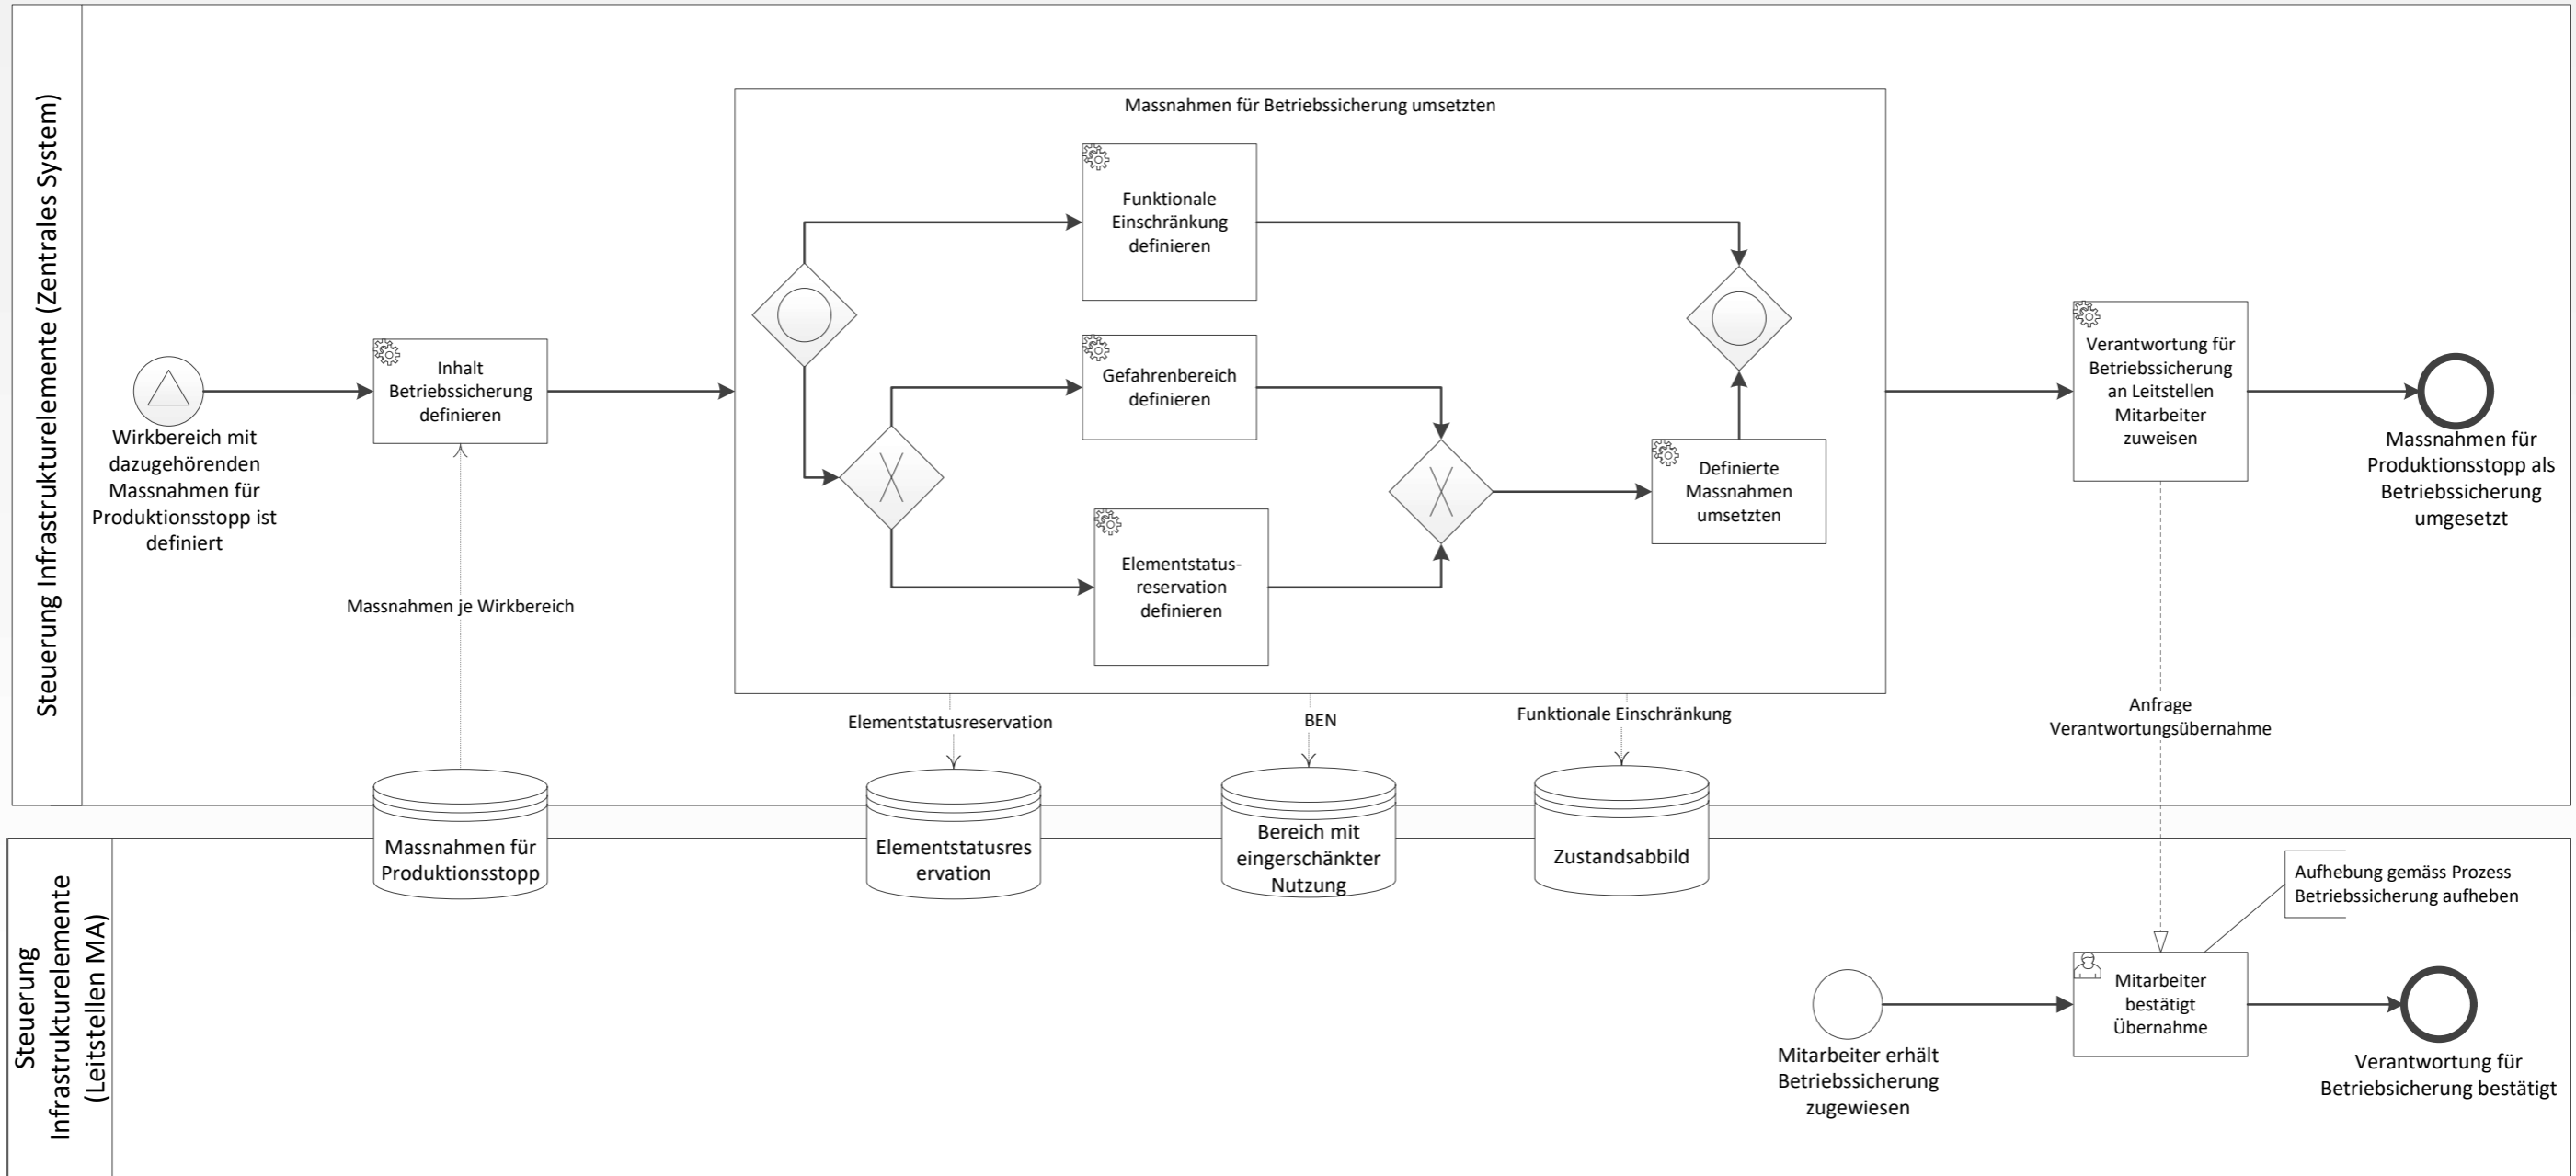 Steuerung Infrastrukturelemente (Zentrales System)
Massnahmen für Betriebssicherung umsetzten
Funktionale
Einschränkung
definieren
Gefahrenbereich
definieren
Elementstatus-
reservation
definieren
Definierte
Massnahmen
umsetzten
Inhalt
Betriebssicherung
definieren
Wirkbereich mit
dazugehörenden
Massnahmen für
Produktionsstopp ist
definiert
Verantwortung für
Betriebssicherung
an Leitstellen
Mitarbeiter
zuweisen
Massnahmen für
Produktionsstopp als
Betriebssicherung
umgesetzt
Massnahmen je Wirkbereich
Elementstatusreservation
BEN
Funktionale Einschränkung
Anfrage
Verantwortungsübernahme
Massnahmen für
Produktionsstopp
Elementstatusres
ervation
Bereich mit
eingerschänkter
Nutzung
Zustandsabbild
Steuerung
Infrastrukturelemente
(Leitstellen MA)
Aufhebung gemäss Prozess
Betriebssicherung aufheben
Mitarbeiter
bestätigt
Übernahme
Mitarbeiter erhält
Betriebssicherung
zugewiesen
Verantwortung für
Betriebsicherung bestätigt